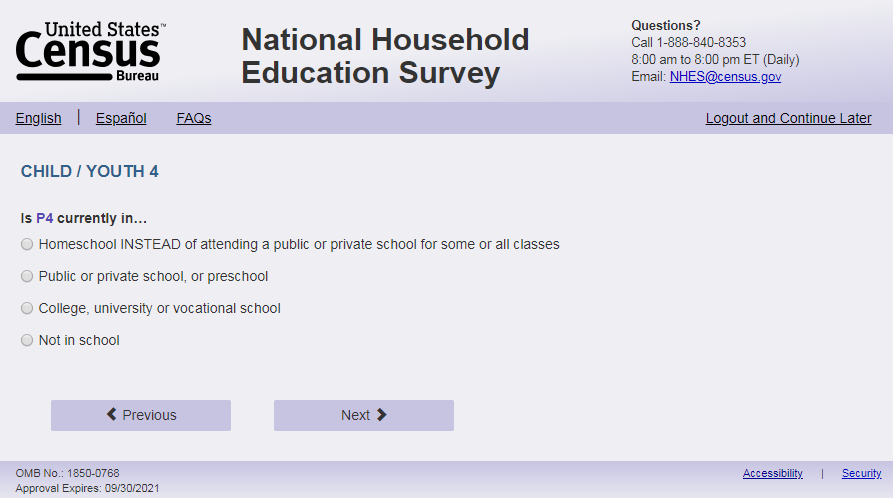 United States™
Census
Bureau
National Household
Education Survey
Questions?
Call 1-888-840-8353
8:00 am to 8:00 pm ET (Daily)
Email: NHES@census.gov
English | Español FAQs Logout and Continue Later
CHILD / YOUTH 4
Is P4 currently in…
Homeschool INSTEAD of attending a public or private school for some or all classes
Public or private school, or preschool
College, university or vocational school
Not in school
Previous Next
OMB No.: 1850-0768 Accessibility | Security
Approval Expires: 09/30/2021